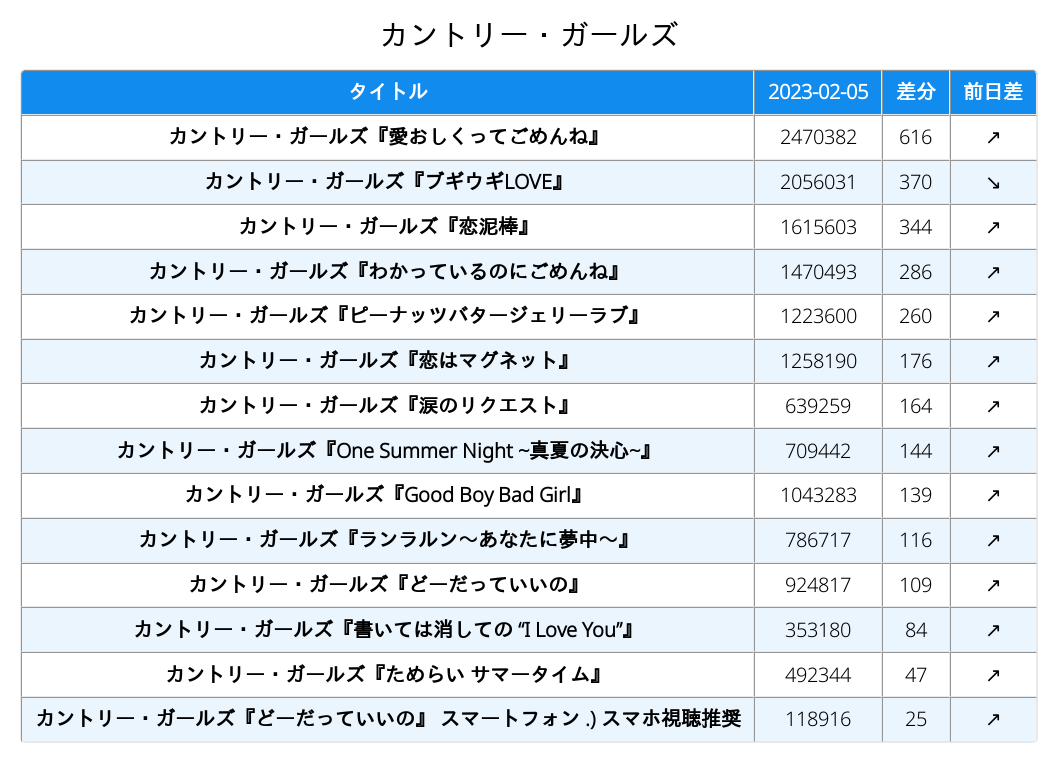 カントリー・ガールズ
タイトル 2023-02-05 差分 前日差
カントリー・ガールズ『愛おしくってごめんね』 2470382 616 ↗
カントリー・ガールズ『ブギウギLOVE』 2056031 370 ↘
カントリー・ガールズ『恋泥棒』 1615603 344 ↗
カントリー・ガールズ『わかっているのにごめんね』 1470493 286 ↗
カントリー・ガールズ『ピーナッツバタージェリーラブ』 1223600 260 ↗
カントリー・ガールズ『恋はマグネット』 1258190 176 ↗
カントリー・ガールズ『涙のリクエスト』 639259 164 ↗
カントリー・ガールズ『One Summer Night ~真夏の決心~』 709442 144 ↗
カントリー・ガールズ『Good Boy Bad Girl』 1043283 139 ↗
カントリー・ガールズ『ランラルン～あなたに夢中～』 786717 116 ↗
カントリー・ガールズ『どーだっていいの』 924817 109 ↗
カントリー・ガールズ『書いては消しての “I Love You”』 353180 84 ↗
カントリー・ガールズ『ためらい サマータイム』 492344 47 ↗
カントリー・ガールズ『どーだっていいの』 スマートフォン .) スマホ視聴推奨 118916 25 ↗